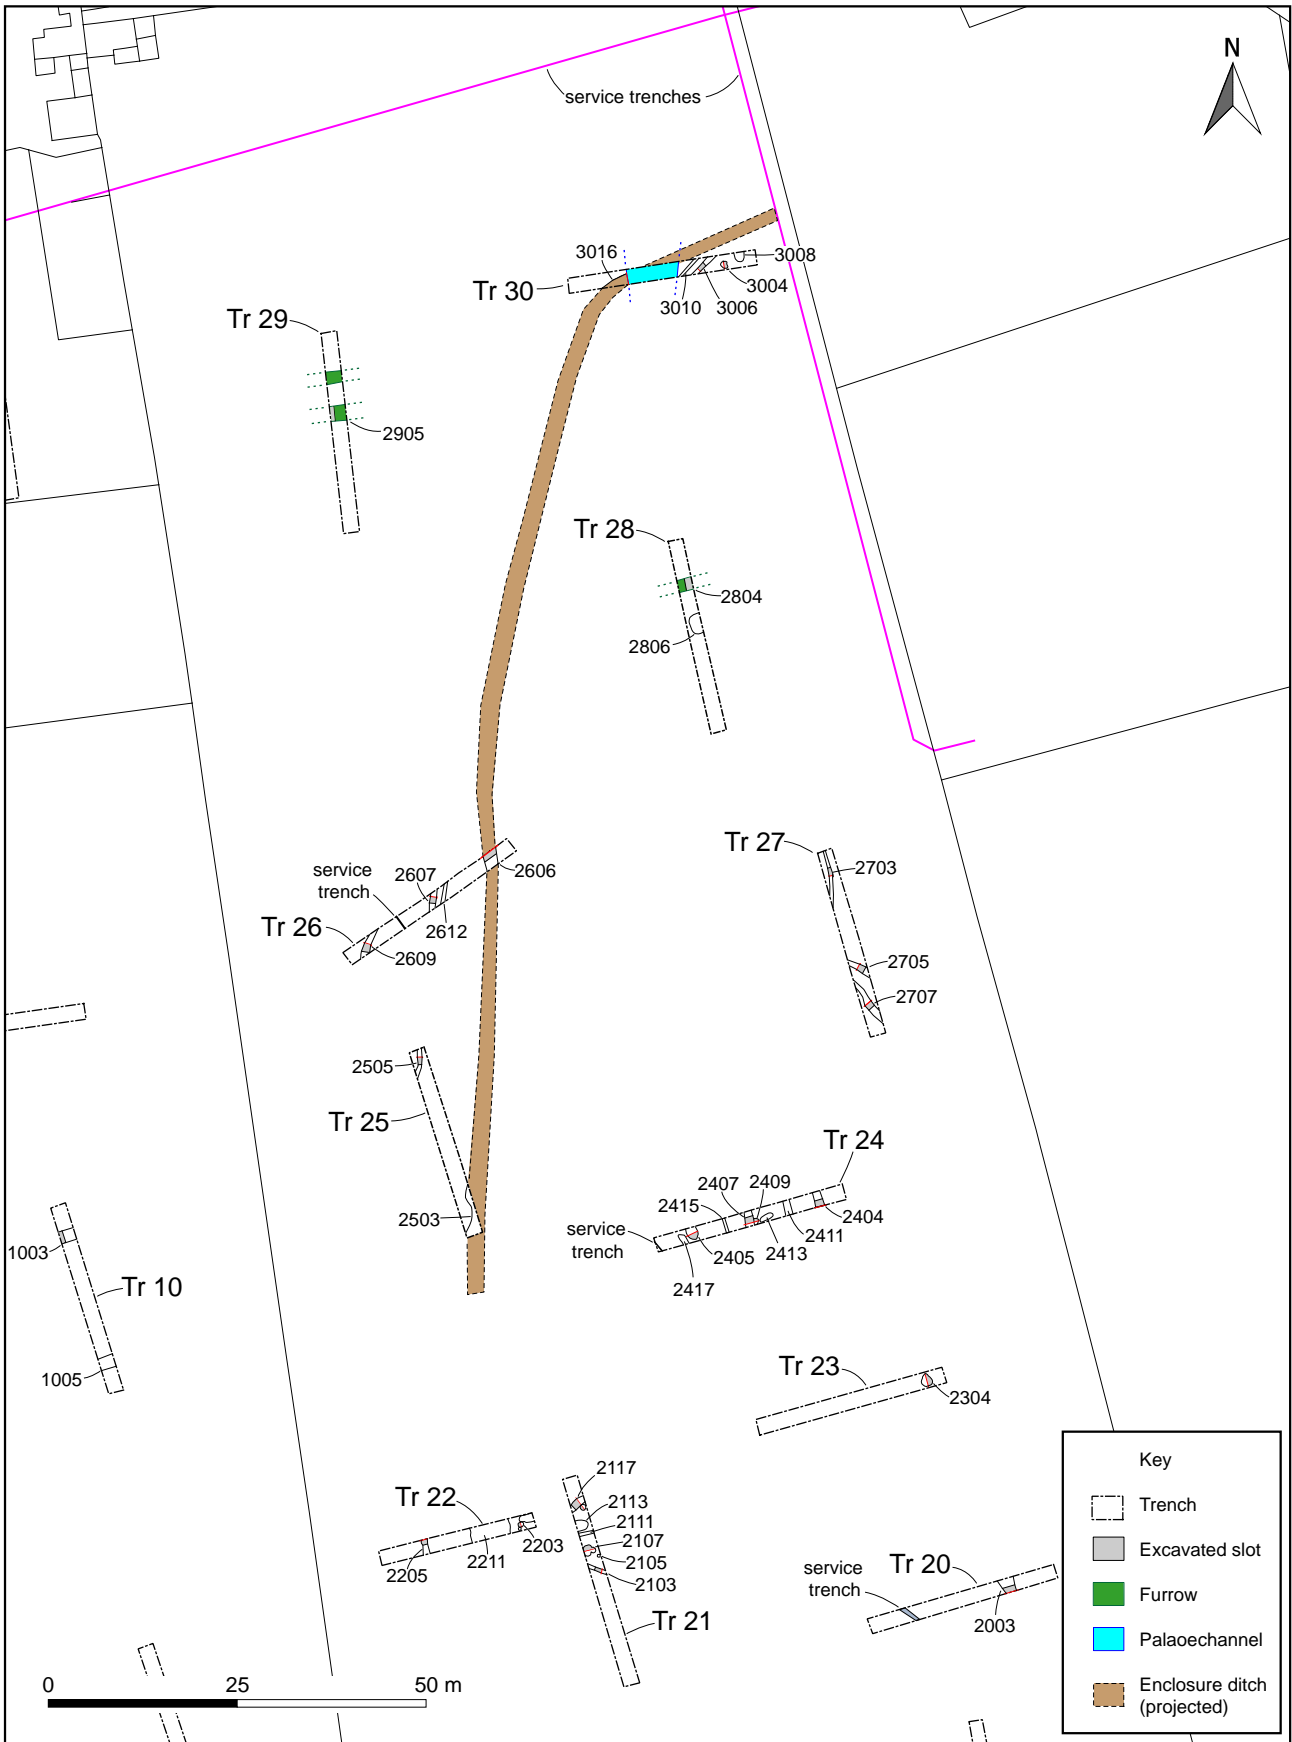 N
service trenches
3016
3008
Tr 30
3004
3010
3006
Tr 29
2905
Tr 28
2804
2806
Tr 27
2703
service
trench
2607
2606
Tr 26
2612
2609
2705
2707
2505
Tr 25
2503
Tr 24
2407
2409
2415
2404
service
trench
2411
2413
2405
2417
1003
Tr 10
1005
Tr 23
2304
Tr 22
2117
2113
2111
2107
2105
2103
2203
2211
2205
Tr 21
Tr 20
service
trench
2003
0
25
50 m
Key
Trench
Excavated slot
Furrow
Palaoechannel
Enclosure ditch
(projected)